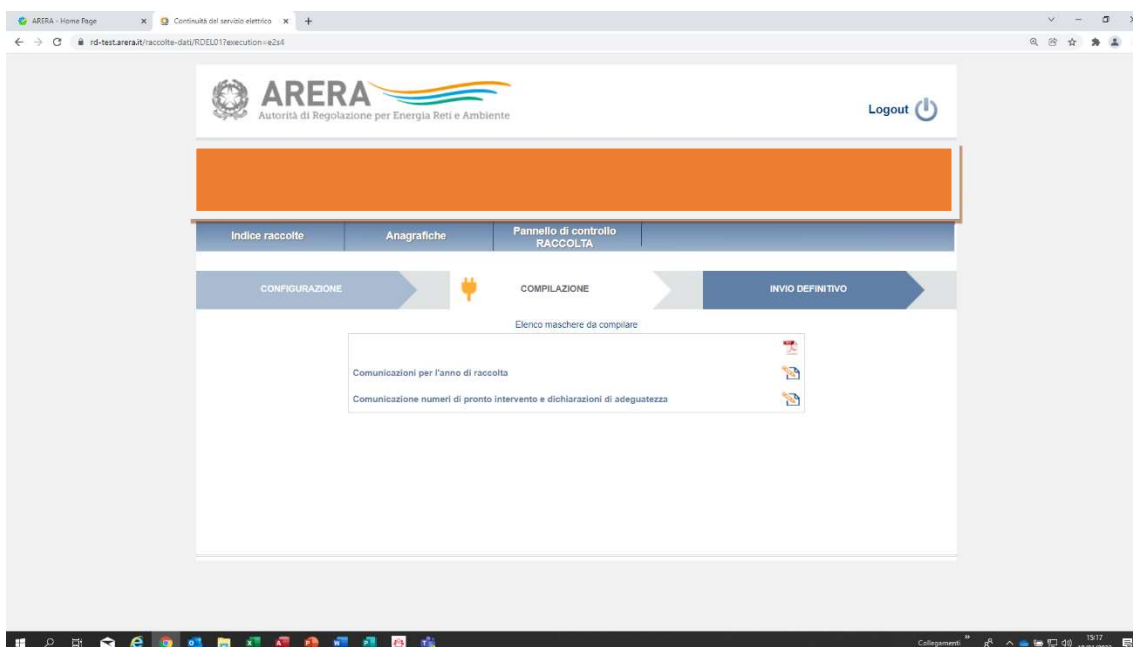 ARERA - Home Page
Continuità del servizio elettrico
rd-test.arera.it/raccolte-dati/RDEL01?execution=e2s4
ARERA
Autorità di Regolazione per Energia Reti e Ambiente
Logout
Indice raccolte
Anagrafiche
Pannello di controllo
RACCOLTA
CONFIGURAZIONE
COMPILAZIONE
INVIO DEFINITIVO
Elenco maschere da compilare
Comunicazioni per l'anno di raccolta
Comunicazione numeri di pronto intervento e dichiarazioni di adeguatezza
Collegamenti
15:17